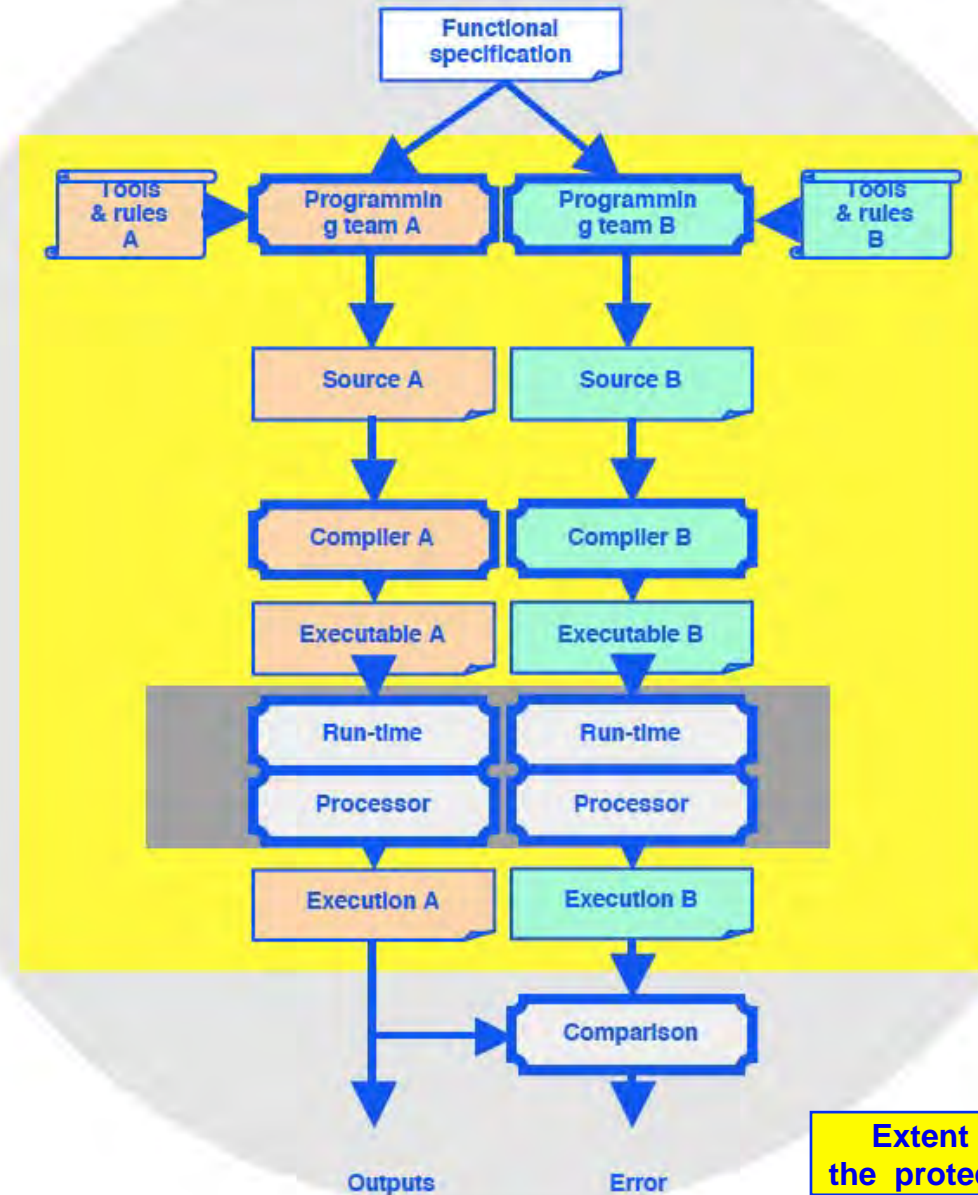 Functional
specification
Tools
& rules
A
Programmin
g team A
Programmin
g team B
Tools
& rules
B
Source A
Source B
Compiler A
Compiler B
Executable A
Executable B
Run-time
Run-time
Processor
Processor
Execution A
Execution B
Comparison
Outputs
Error
Extent
the